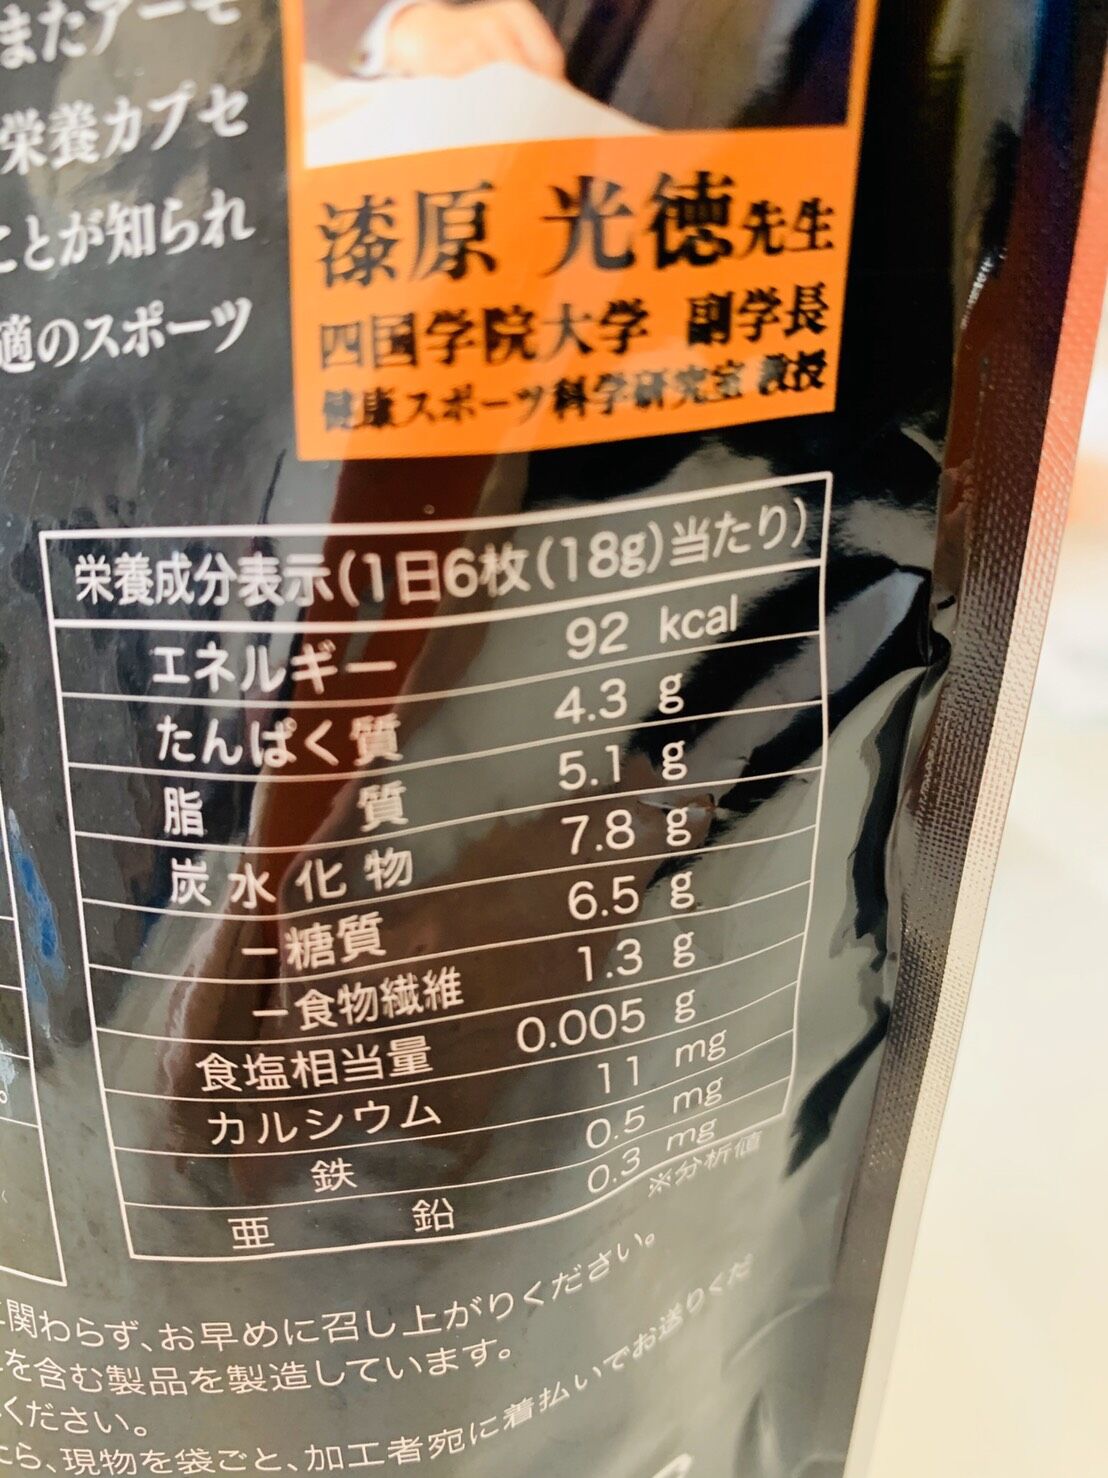 またアーモ
栄養カプセ
ことが知られ
適のスポーツ
漆原 光徳先生
四国学院大学 副学長
健康スポーツ科学研究室 教授
栄養成分表示(1日6枚(18g)当たり)
エネルギー 92 kcal
たんぱく質 4.3 g
脂質 5.1 g
炭水化物 7.8 g
-糖質 6.5 g
-食物繊維 1.3 g
食塩相当量 0.005 g
カルシウム 11 mg
鉄 0.5 mg
亜鉛 0.3 mg
※分析値
関わらず、お早めに召し上がりください。
を含む製品を製造しています。
ください。
たら、現物を袋ごと、加工者宛に着払いでお送りくだ